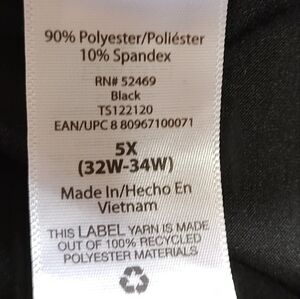 90% Polyester/Poliéster
10% Spandex
RN# 52469
Black
TS122120
EAN/UPC 8 80967100071
5X
(32W-34W)
Made In/Hecho En
Vietnam
THIS LABEL YARN IS MADE
OUT OF 100% RECYCLED
POLYESTER MATERIALS